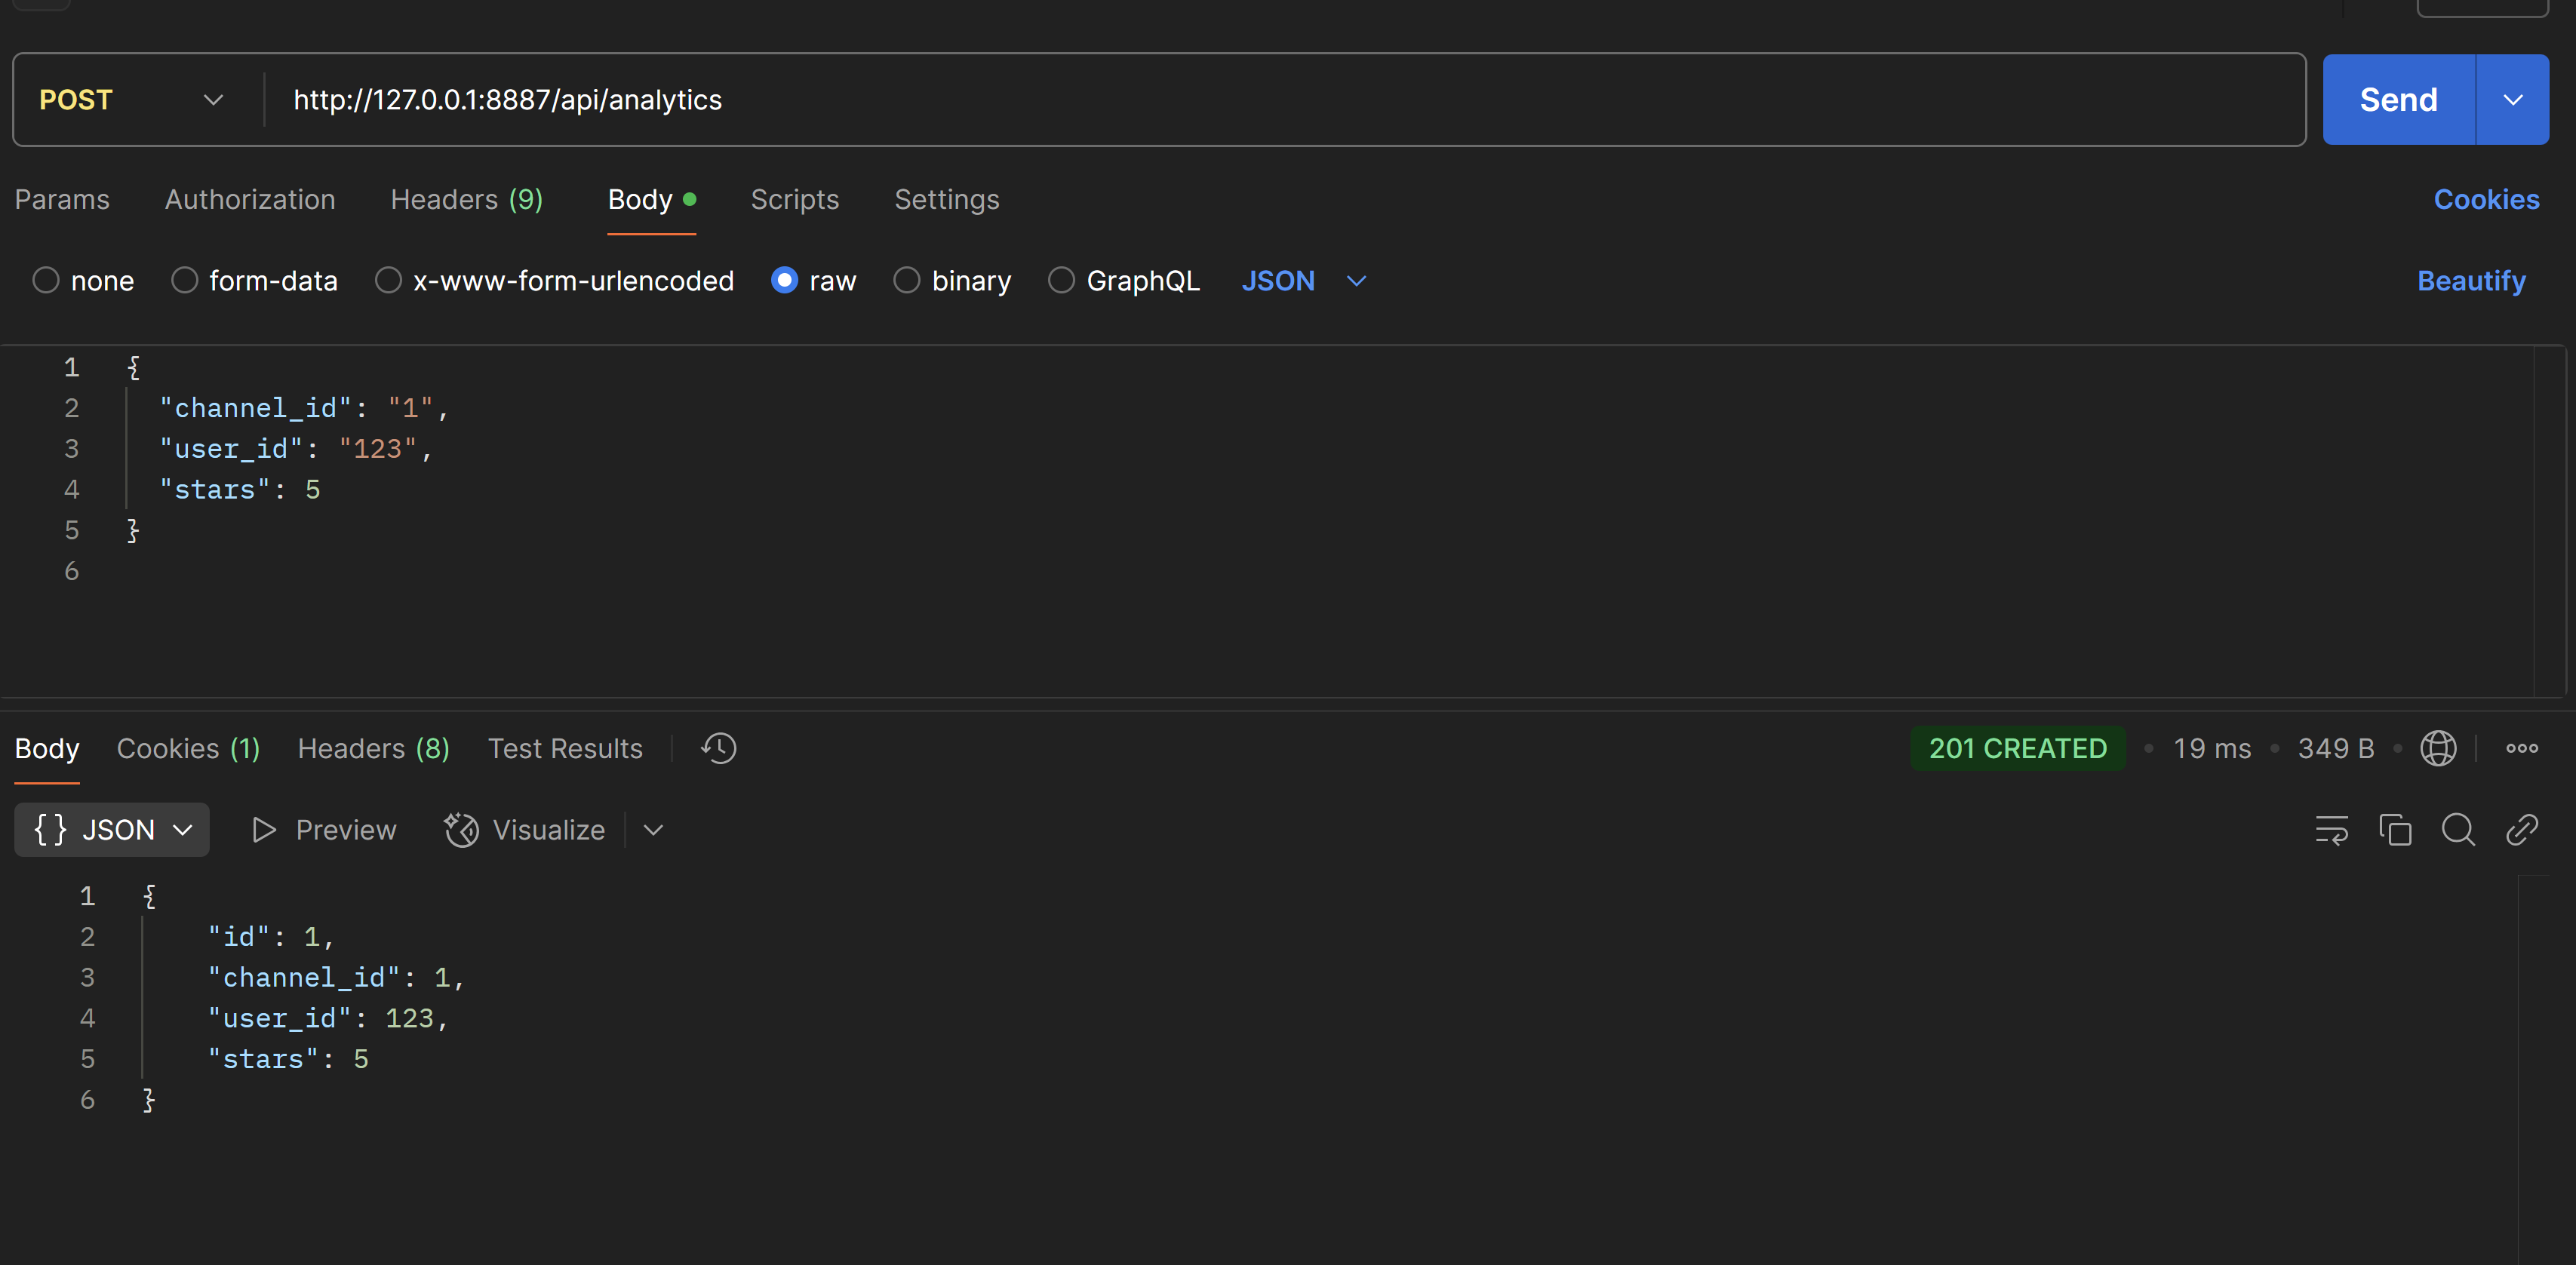 POST http://127.0.0.1:8887/api/analytics Send
Params Authorization Headers (9) Body Scripts Settings Cookies
none form-data x-www-form-urlencoded raw binary GraphQL JSON Beautify
1 {
2 "channel_id": "1",
3 "user_id": "123",
4 "stars": 5
5 }
6
Body Cookies (1) Headers (8) Test Results 201 CREATED • 19 ms • 349 B •
{} JSON Preview Visualize
1 {
2 "id": 1,
3 "channel_id": 1,
4 "user_id": 123,
5 "stars": 5
6 }